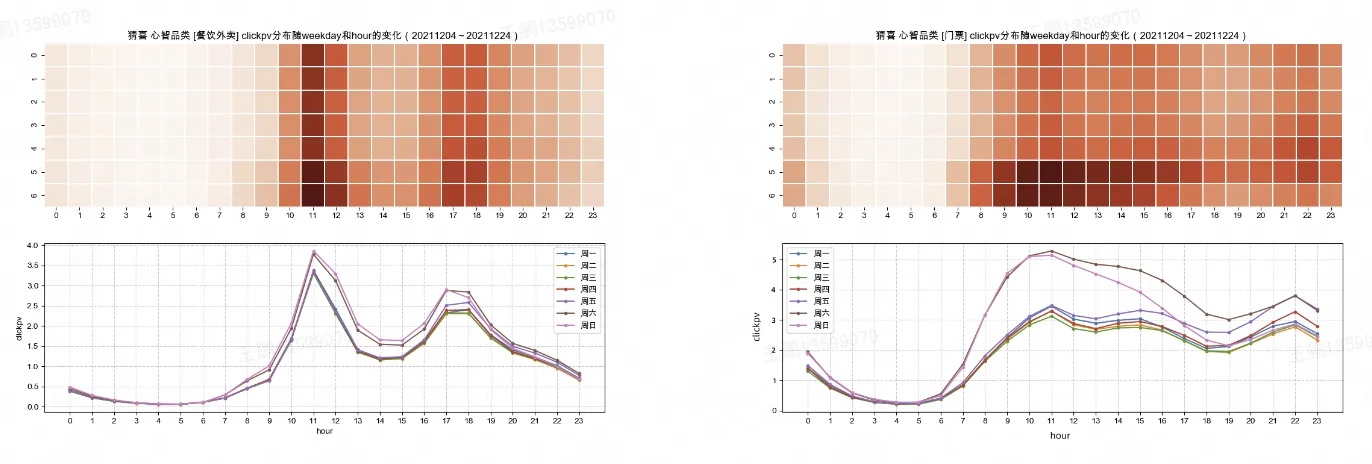 猜喜 心智品类 [餐饮外卖] clickpv分布随weekday和hour的变化（20211204～20211224）
0
1
2
3
4
5
6
0 1 2 3 4 5 6 7 8 9 10 11 12 13 14 15 16 17 18 19 20 21 22 23
4.0
3.5
3.0
2.5
2.0
1.5
1.0
0.5
0.0
clickpv
周一
周二
周三
周四
周五
周六
周日
0 1 2 3 4 5 6 7 8 9 10 11 12 13 14 15 16 17 18 19 20 21 22 23
hour
猜喜 心智品类 [门票] clickpv分布随weekday和hour的变化（20211204～20211224）
0
1
2
3
4
5
6
0 1 2 3 4 5 6 7 8 9 10 11 12 13 14 15 16 17 18 19 20 21 22 23
5
4
3
2
1
0
clickpv
周一
周二
周三
周四
周五
周六
周日
0 1 2 3 4 5 6 7 8 9 10 11 12 13 14 15 16 17 18 19 20 21 22 23
hour
13599070